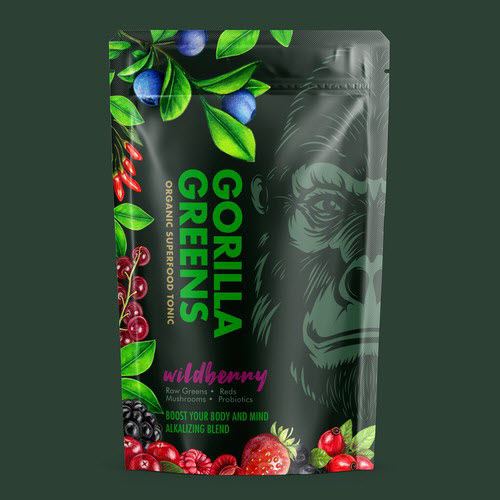 GORILLA
GREENS
ORGANIC SUPERFOOD TONIC
wildberry
Raw Greens • Reds
Mushrooms • Probiotics
BOOST YOUR BODY AND MIND
ALKALIZING BLEND